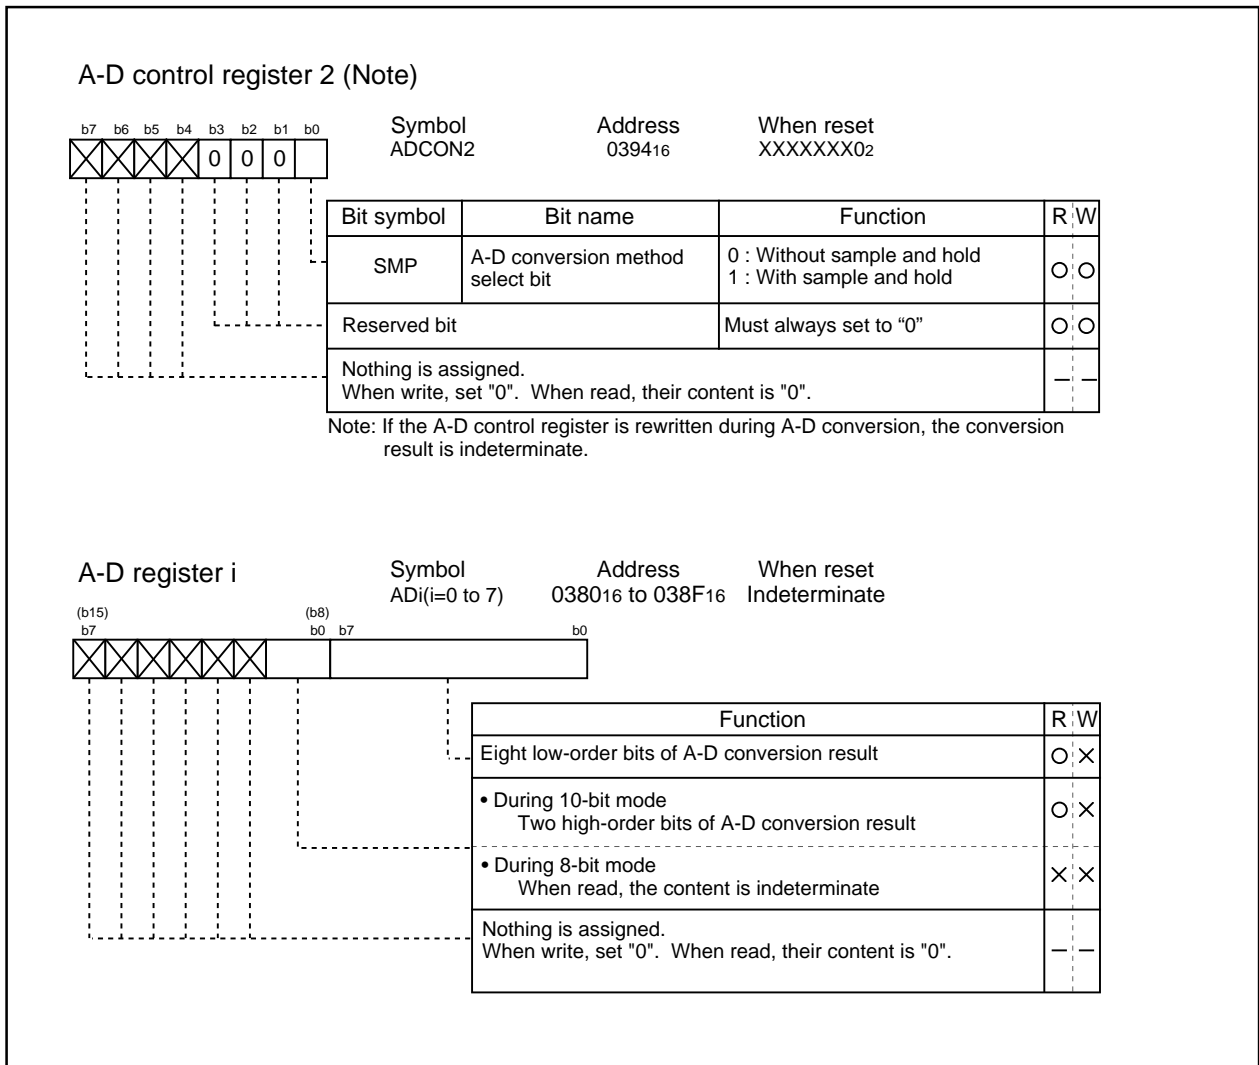 A-D control register 2 (Note)
b7 b6 b5 b4 b3 b2 b1 b0
Symbol Address When reset
ADCON2 039416 XXXXXXX02
0 0 0
Bit symbol Bit name Function R W
SMP A-D conversion method select bit 0 : Without sample and hold
1 : With sample and hold
Reserved bit Must always set to “0”
Nothing is assigned.
When write, set "0". When read, their content is "0".
Note: If the A-D control register is rewritten during A-D conversion, the conversion
result is indeterminate.
A-D register i
Symbol Address When reset
ADi(i=0 to 7) 038016 to 038F16 Indeterminate
(b15) (b8)
b7 b0 b7 b0
Function R W
Eight low-order bits of A-D conversion result
• During 10-bit mode
Two high-order bits of A-D conversion result
• During 8-bit mode
When read, the content is indeterminate
Nothing is assigned.
When write, set "0". When read, their content is "0".